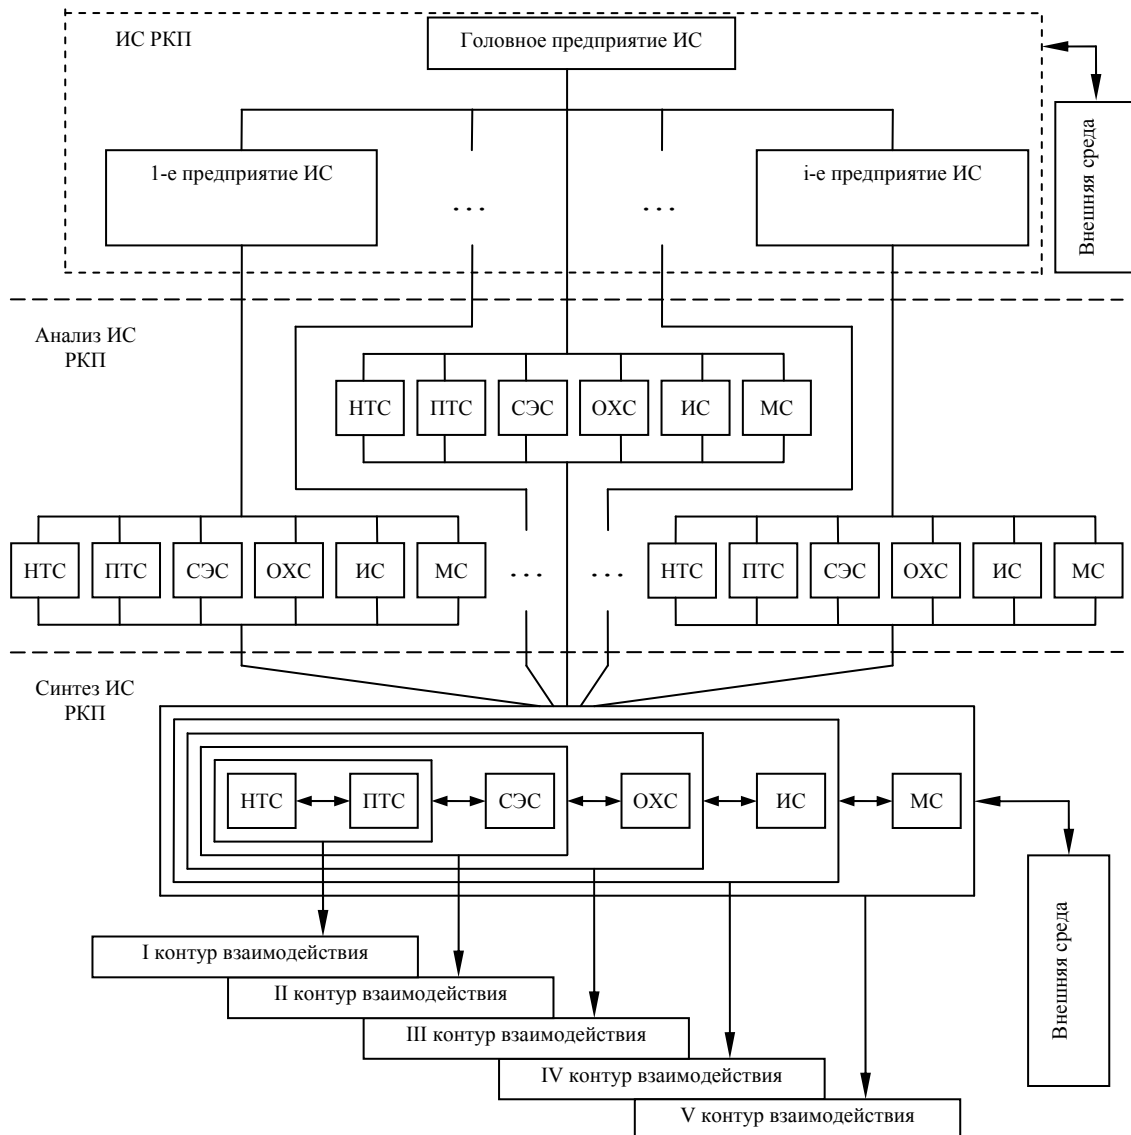 ИС РКП
Головное предприятие ИС
Внешняя среда
1-е предприятие ИС
i-е предприятие ИС
...
...
Анализ ИС
РКП
НТС
ПТС
СЭС
ОХС
ИС
МС
...
...
НТС
ПТС
СЭС
ОХС
ИС
МС
...
...
НТС
ПТС
СЭС
ОХС
ИС
МС
...
...
Синтез ИС
РКП
НТС
ПТС
СЭС
ОХС
ИС
МС
Внешняя среда
I контур взаимодействия
II контур взаимодействия
III контур взаимодействия
IV контур взаимодействия
V контур взаимодействия